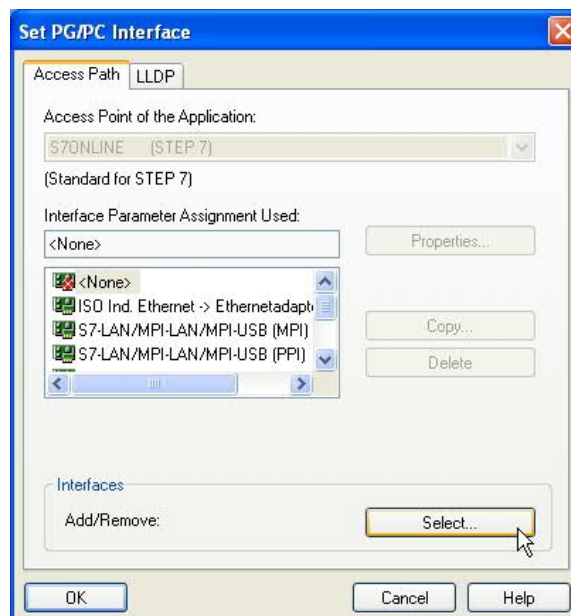 Set PG/PC Interface
Access Path LLDP
Access Point of the Application:
S7ONLINE (STEP 7)
(Standard for STEP 7)
Interface Parameter Assignment Used:
<None> Properties...
<None>
ISO Ind. Ethernet -> Ethernetadapt
S7-LAN/MPI-LAN/MPI-USB (MPI) Copy...
S7-LAN/MPI-LAN/MPI-USB (PPI) Delete
Interfaces
Add/Remove: Select...
OK Cancel Help